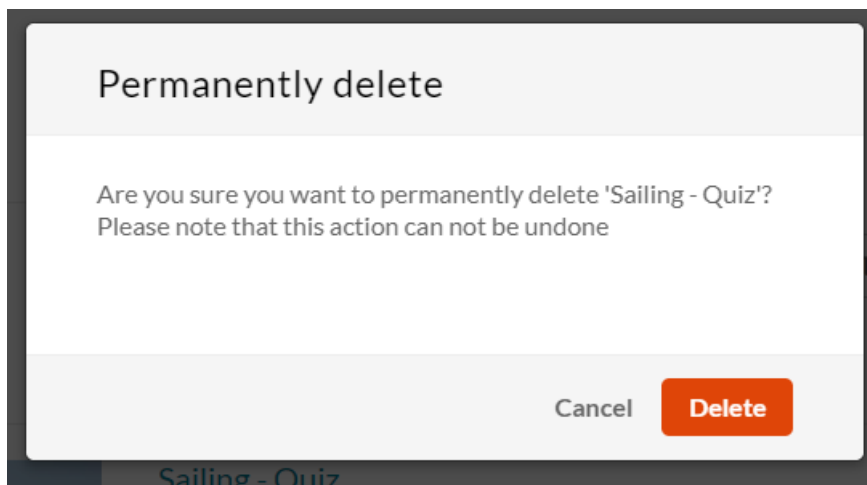 Permanently delete
Are you sure you want to permanently delete 'Sailing - Quiz'?
Please note that this action can not be undone
Cancel Delete
Sailing - Quiz